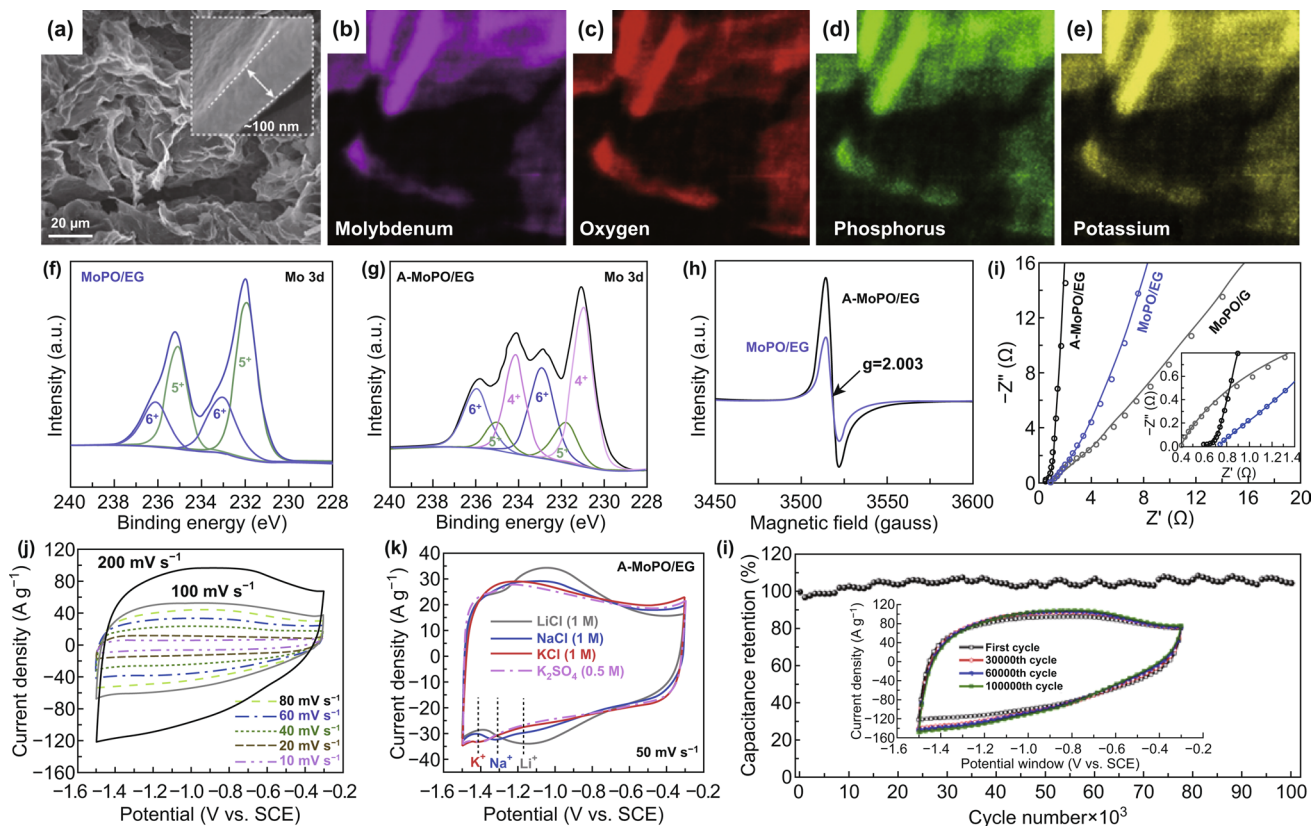 (a)
~100 nm
20 μm
(b)
Molybdenum
(c)
Oxygen
(d)
Phosphorus
(e)
Potassium
(f)
MoPO/EG
Mo 3d
6⁺
5⁺
6⁺
5⁺
Intensity (a.u.)
240 238 236 234 232 230 228
Binding energy (eV)
(g)
A-MoPO/EG
Mo 3d
6⁺
5⁺
4⁺
6⁺
5⁺
4⁺
Intensity (a.u.)
240 238 236 234 232 230 228
Binding energy (eV)
(h)
A-MoPO/EG
MoPO/EG
g=2.003
Intensity (a.u.)
3450 3500 3550 3600
Magnetic field (gauss)
(i)
A-MoPO/EG
MoPO/EG
MoPO/G
−Z'' (Ω)
16
12
8
4
0
0 4 8 12 16 20
Z' (Ω)
−Z'' (Ω)
0.8
0.6
0.4
0.2
0.0
0.4 0.6 0.8 1.0 1.2 1.4
Z' (Ω)
(j)
200 mV s⁻¹
100 mV s⁻¹
80 mV s⁻¹
60 mV s⁻¹
40 mV s⁻¹
20 mV s⁻¹
10 mV s⁻¹
Current density (A g⁻¹)
120
80
40
0
−40
−80
−120
−160
−1.6 −1.4 −1.2 −1.0 −0.8 −0.6 −0.4 −0.2
Potential (V vs. SCE)
(k)
A-MoPO/EG
LiCl (1 M)
NaCl (1 M)
KCl (1 M)
K₂SO₄ (0.5 M)
K⁺ Na⁺ Li⁺
50 mV s⁻¹
Current density (A g⁻¹)
40
30
20
10
0
−10
−20
−30
−40
−1.6 −1.4 −1.2 −1.0 −0.8 −0.6 −0.4 −0.2
Potential (V vs. SCE)
(i)
Capacitance retention (%)
120
100
80
60
40
20
0
0 10 20 30 40 50 60 70 80 90 100
Cycle number×10³
Current density (A g⁻¹)
120
80
40
0
−40
−80
−120
−160
First cycle
30000th cycle
60000th cycle
100000th cycle
−1.6 −1.4 −1.2 −1.0 −0.8 −0.6 −0.4 −0.2
Potential window (V vs. SCE)